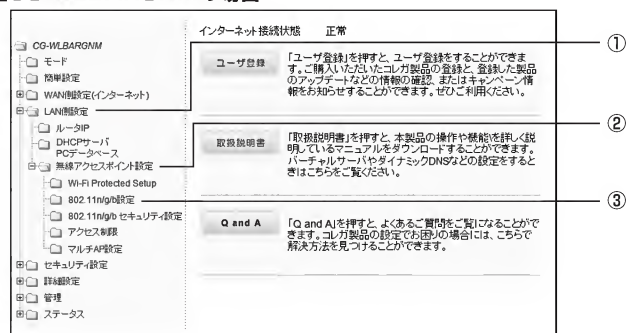 インターネット接続状態 正常
CG-WLBARGNM
モード
簡単設定
WAN側設定(インターネット)
LAN側設定
ルータIP
DHCPサーバ
PCデータベース
無線アクセスポイント設定
Wi-Fi Protected Setup
802.11n/g/b設定
802.11n/g/b セキュリティ設定
アクセス制限
マルチAP設定
セキュリティ設定
詳細設定
管理
ステータス
ユーザ登録
「ユーザ登録」を押すと、ユーザ登録をすることができま
す。ご購入いただいたコレガ製品の登録と、登録した製品
のアップデートなどの情報の確認、またはキャンペーン情
報をお知らせすることができます。ぜひご利用ください。
取扱説明書
「取扱説明書」を押すと、本製品の操作や機能を詳しく説
明しているマニュアルをダウンロードすることができます。
バーチャルサーバやダイナミックDNSなどの設定をすると
きはこちらをご覧ください。
Q and A
「Q and A」を押すと、よくあるご質問をご覧になることがで
きます。コレガ製品の設定でお困りの場合には、こちらで
解決方法を見つけることができます。
①
②
③